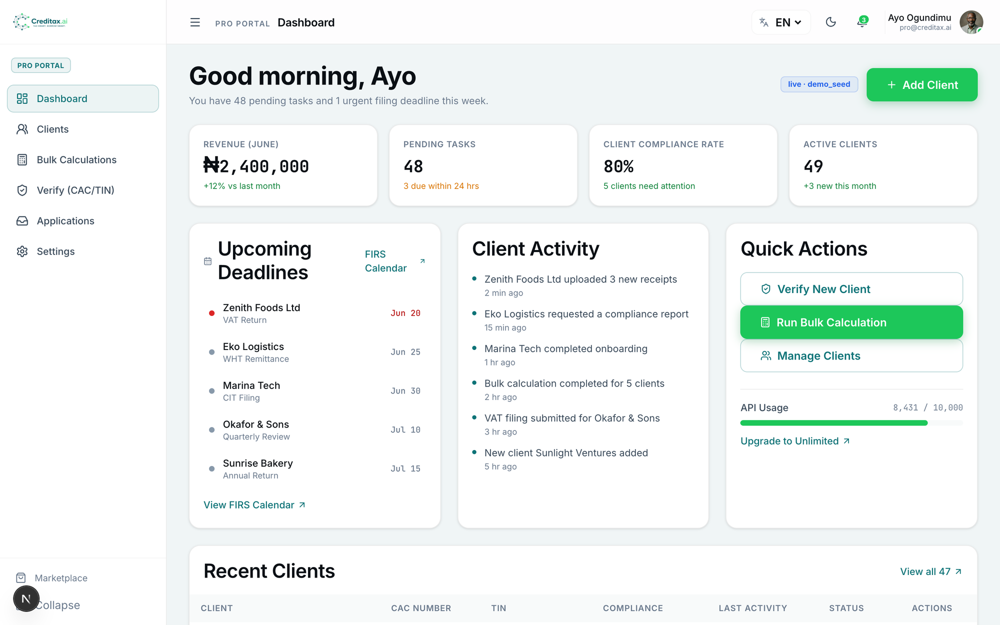 Creditax.ai
TAX SMART. BORROW SMART.
PRO PORTAL
Dashboard
Clients
Bulk Calculations
Verify (CAC/TIN)
Applications
Settings
Marketplace
N
Collapse
PRO PORTAL Dashboard
EN
3
Ayo Ogundimu
pro@creditax.ai
Good morning, Ayo
You have 48 pending tasks and 1 urgent filing deadline this week.
live · demo_seed
+ Add Client
REVENUE (JUNE)
₦2,400,000
+12% vs last month
PENDING TASKS
48
3 due within 24 hrs
CLIENT COMPLIANCE RATE
80%
5 clients need attention
ACTIVE CLIENTS
49
+3 new this month
Upcoming
Deadlines
FIRS
Calendar
Zenith Foods Ltd
VAT Return
Jun 20
Eko Logistics
WHT Remittance
Jun 25
Marina Tech
CIT Filing
Jun 30
Okafor & Sons
Quarterly Review
Jul 10
Sunrise Bakery
Annual Return
Jul 15
View FIRS Calendar
Client Activity
Zenith Foods Ltd uploaded 3 new receipts
2 min ago
Eko Logistics requested a compliance report
15 min ago
Marina Tech completed onboarding
1 hr ago
Bulk calculation completed for 5 clients
2 hr ago
VAT filing submitted for Okafor & Sons
3 hr ago
New client Sunlight Ventures added
5 hr ago
Quick Actions
Verify New Client
Run Bulk Calculation
Manage Clients
API Usage
8,431 / 10,000
Upgrade to Unlimited
Recent Clients
View all 47
CLIENT CAC NUMBER TIN COMPLIANCE LAST ACTIVITY STATUS ACTIONS